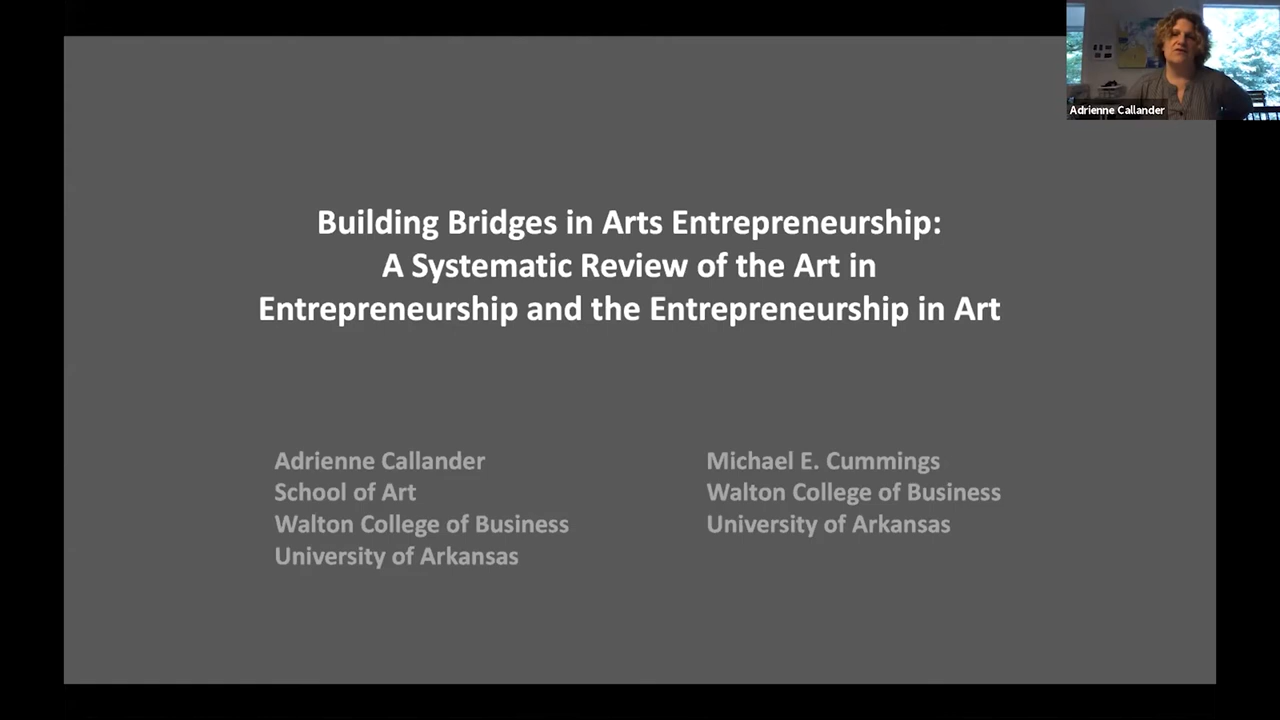 Adrienne Callander
Building Bridges in Arts Entrepreneurship:
A Systematic Review of the Art in
Entrepreneurship and the Entrepreneurship in Art
Adrienne Callander
School of Art
Walton College of Business
University of Arkansas
Michael E. Cummings
Walton College of Business
University of Arkansas